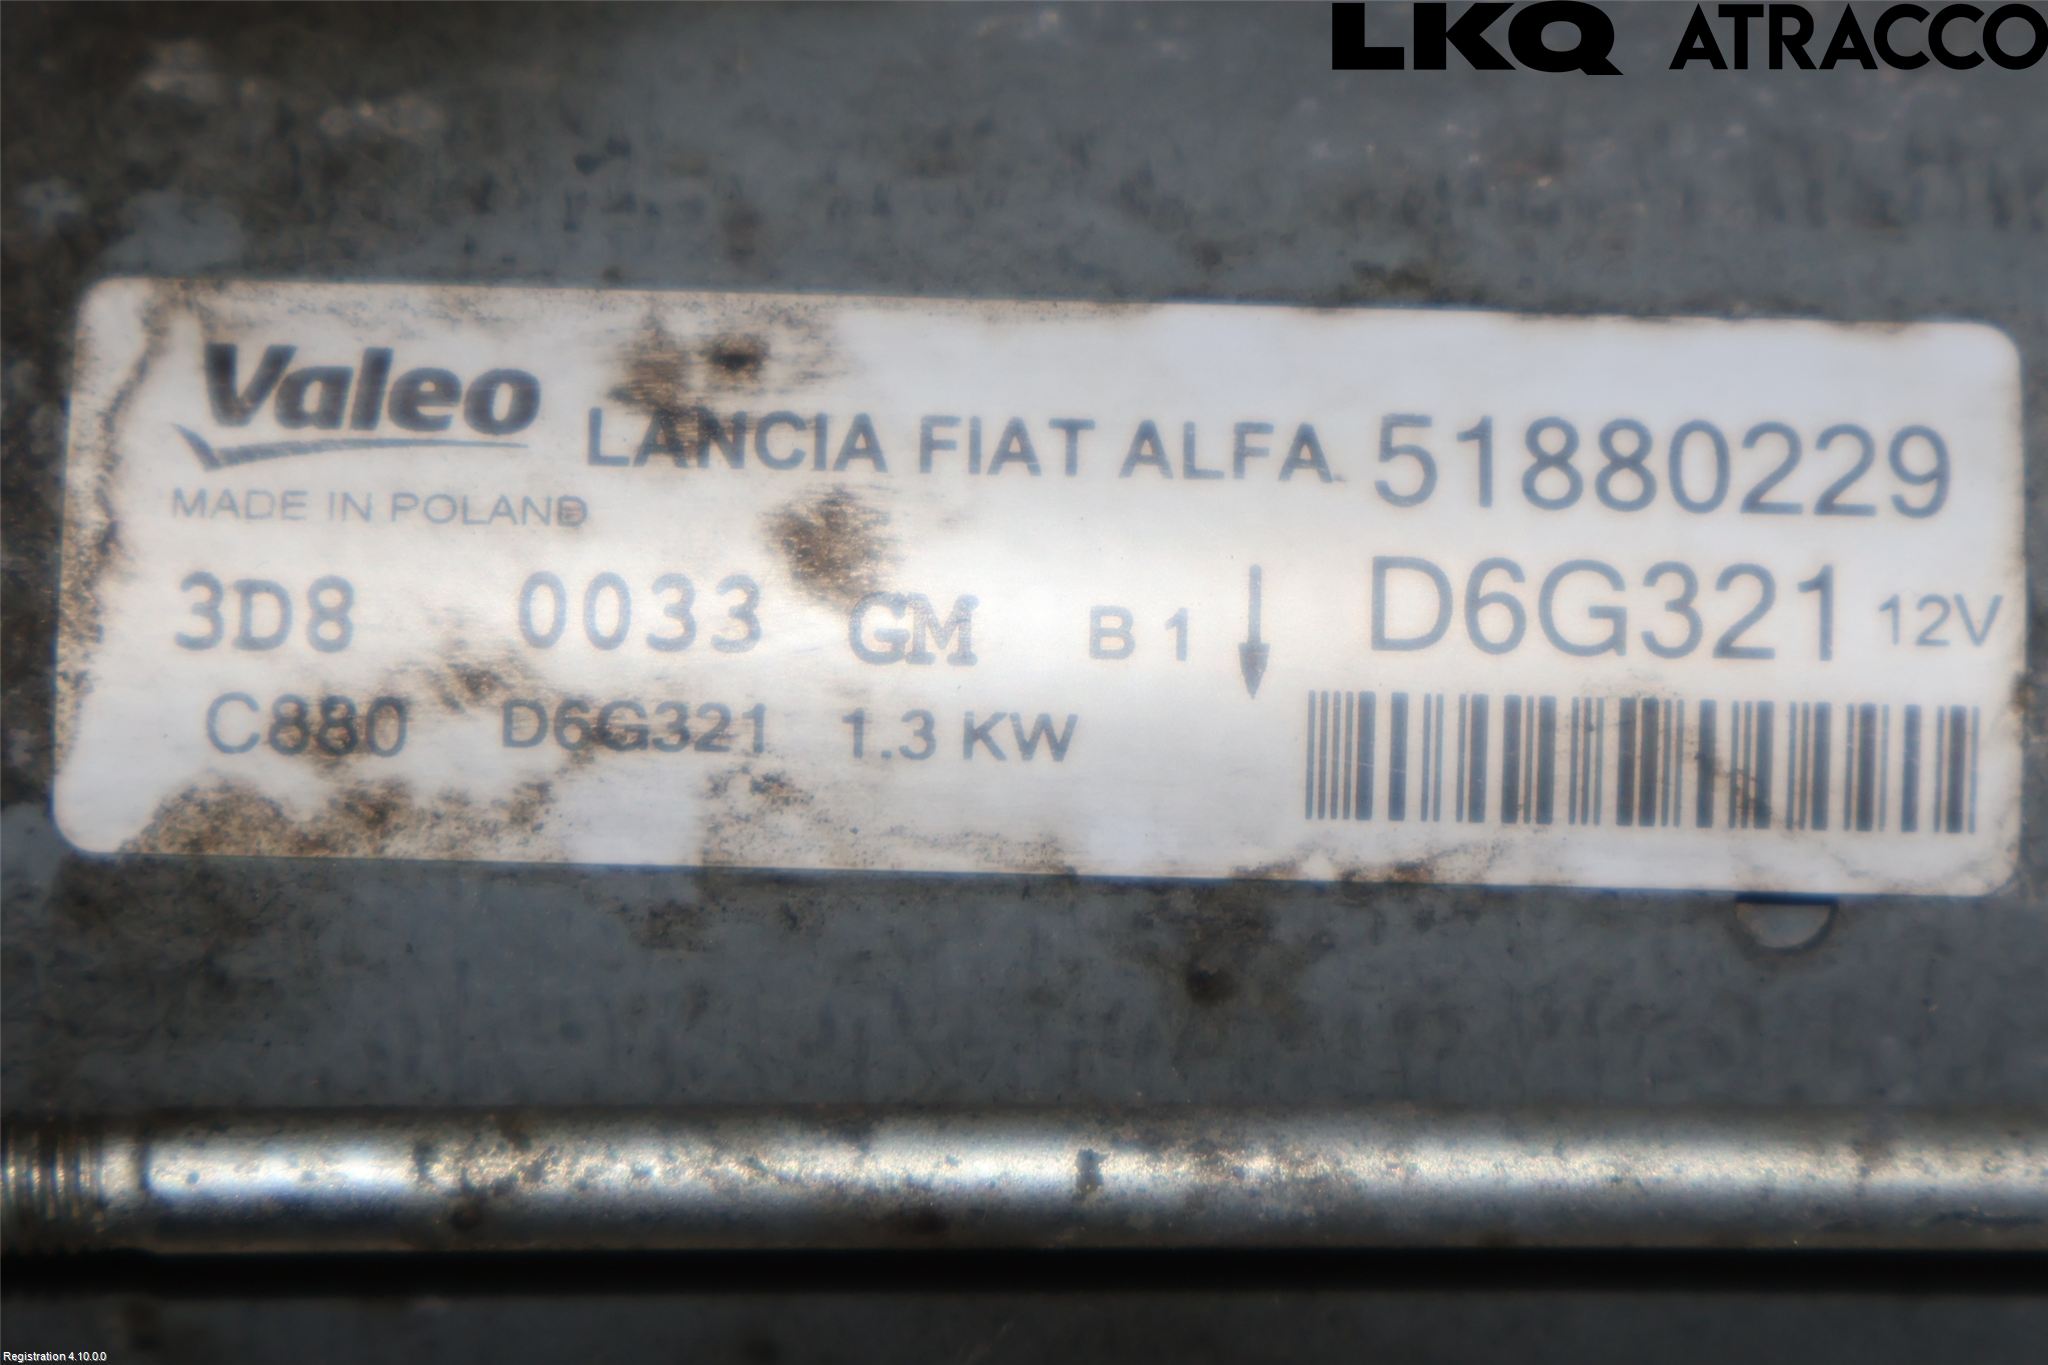 LKQ ATRACCO
Valeo
LANCIA FIAT ALFA. 51880229
MADE IN POLAND
3D8 0033 GM B 1 D6G321 12V
C880 D6G321 1.3 KW
Registration 4.10.0.0